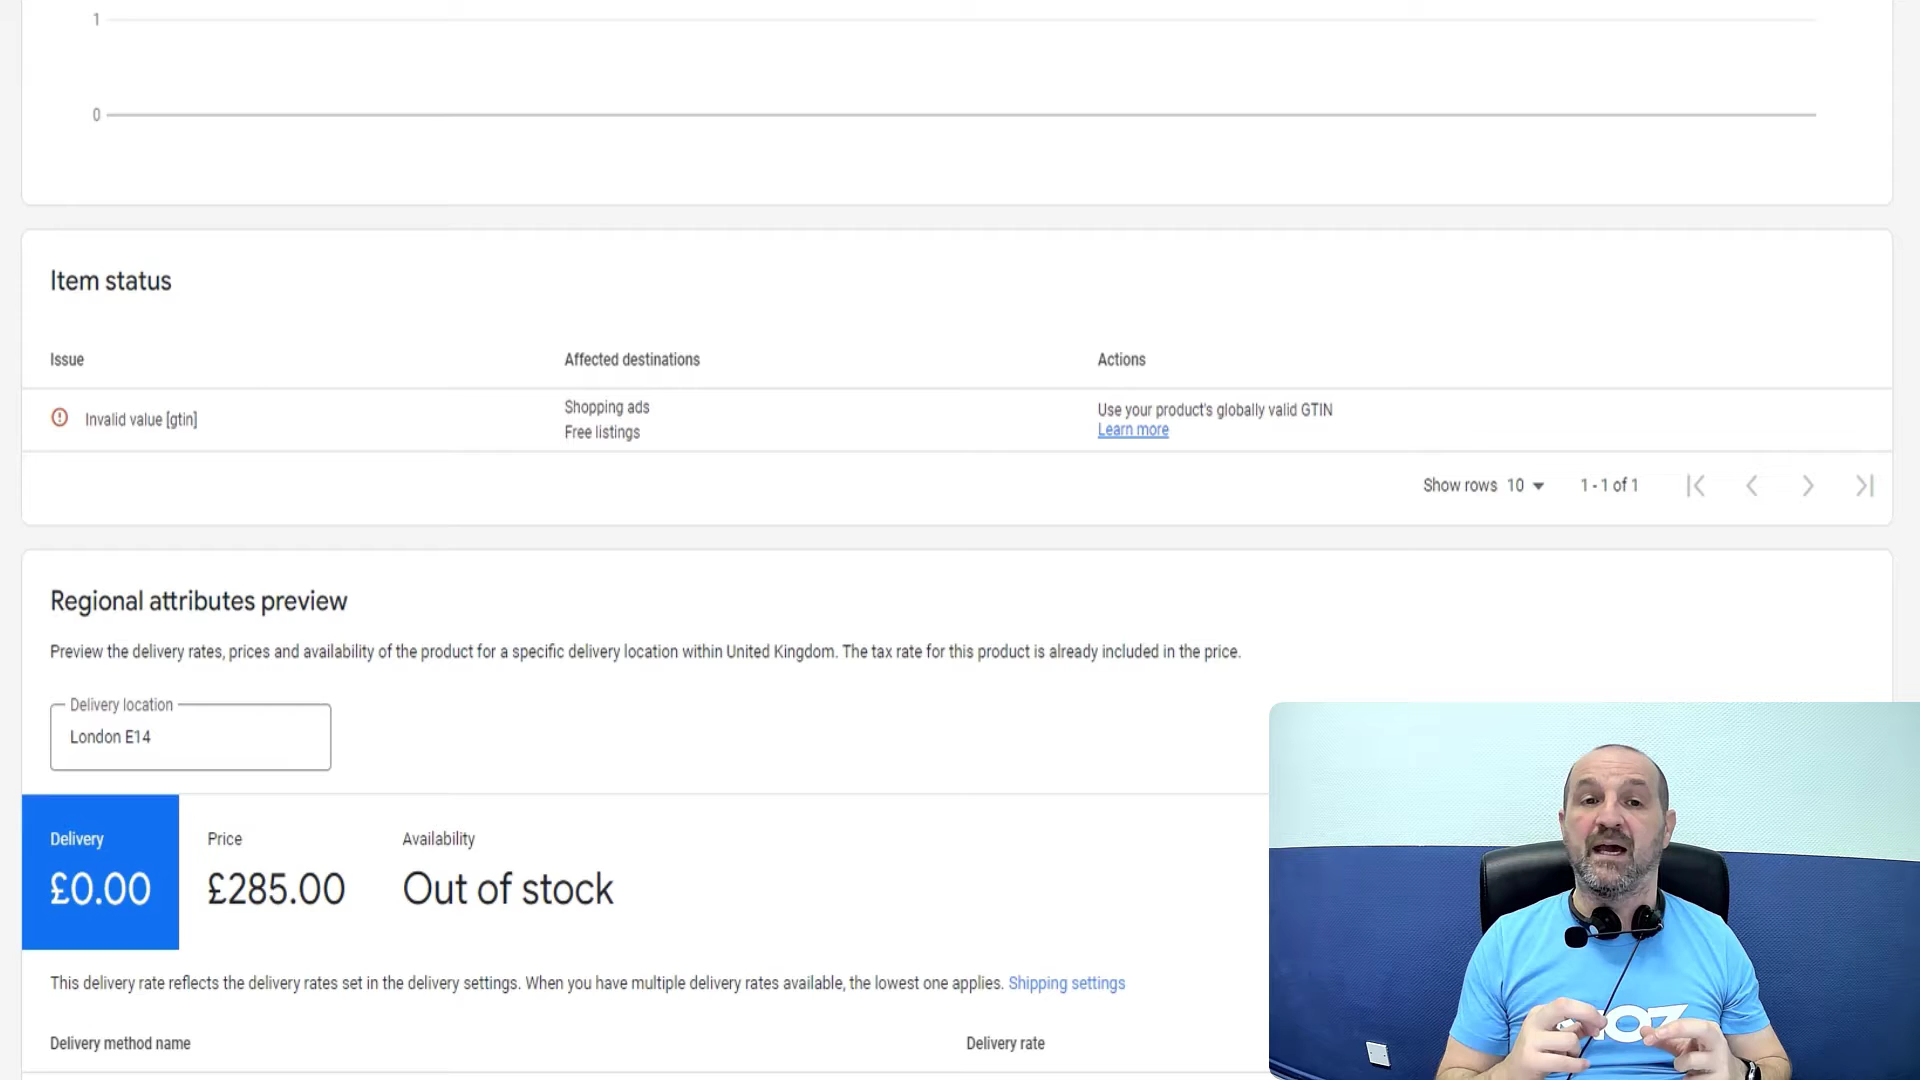 1
0
Item status
Issue Affected destinations Actions
Invalid value [gtin]
Shopping ads
Free listings
Use your product's globally valid GTIN
Learn more
Show rows 10 1 - 1 of 1
Regional attributes preview
Preview the delivery rates, prices and availability of the product for a specific delivery location within United Kingdom. The tax rate for this product is already included in the price.
Delivery location
London E14
Delivery Price Availability
£0.00 £285.00 Out of stock
This delivery rate reflects the delivery rates set in the delivery settings. When you have multiple delivery rates available, the lowest one applies. Shipping settings
Delivery method name Delivery rate